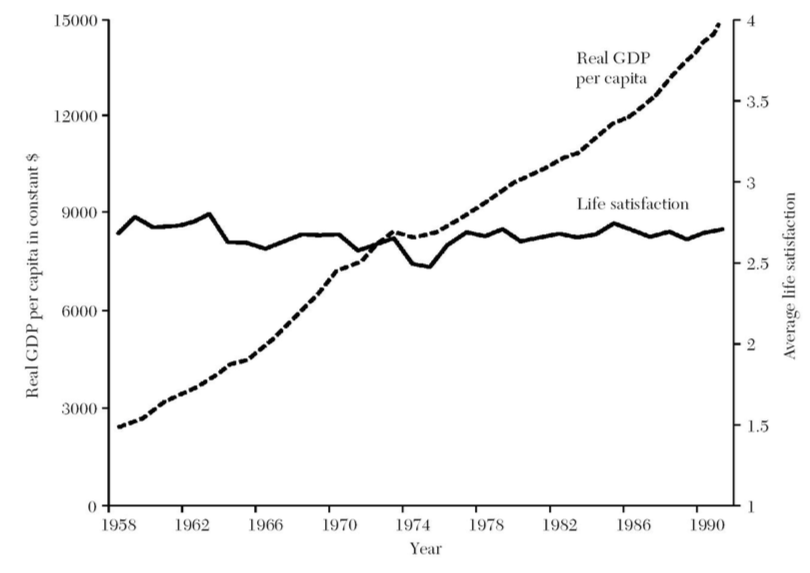 15000
12000
9000
6000
3000
0
Real GDP per capita in constant $
Real GDP
per capita
Life satisfaction
4
3.5
3
2.5
2
1.5
1
Average life satisfaction
1958 1962 1966 1970 1974 1978 1982 1986 1990
Year